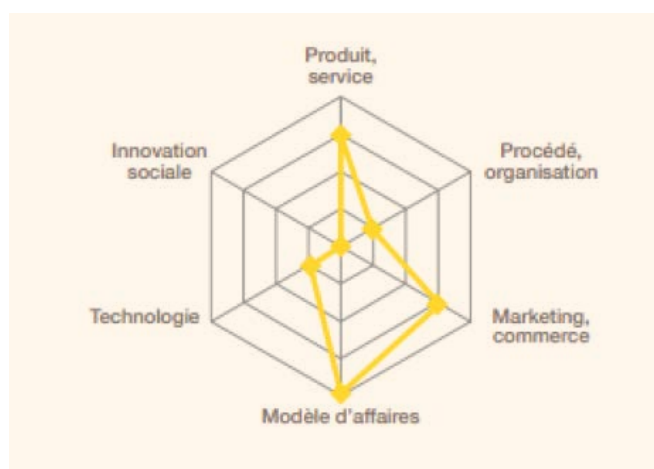 Produit,
service
Innovation
sociale
Procédé,
organisation
Technologie
Marketing,
commerce
Modèle d'affaires